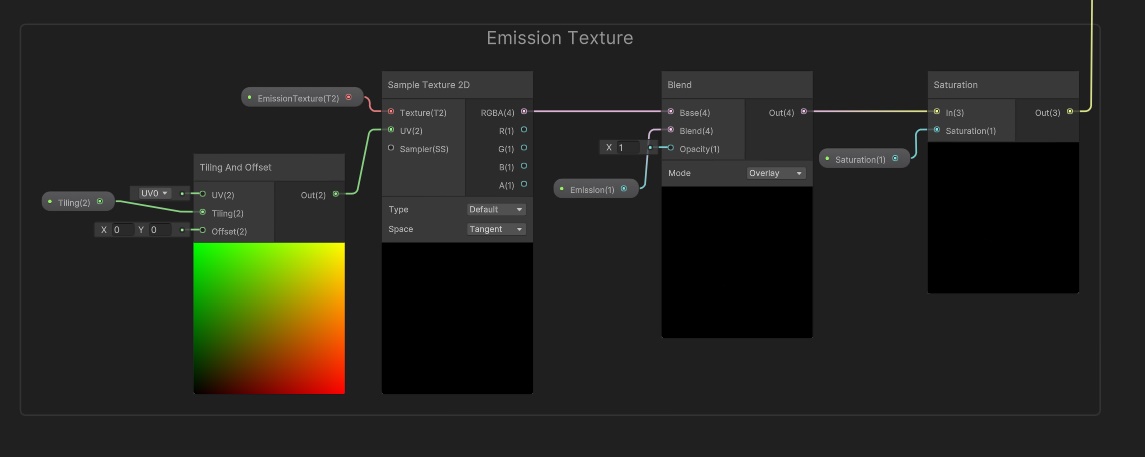 Emission Texture
EmissionTexture(T2)
Tiling(2)
UV0
X 0 Y 0
Tiling And Offset
UV(2)
Out(2)
Tiling(2)
Offset(2)
Sample Texture 2D
Texture(T2)
RGBA(4)
UV(2)
R(1)
Sampler(SS)
G(1)
B(1)
A(1)
Type
Default
Space
Tangent
X 1
Emission(1)
Blend
Base(4)
Out(4)
Blend(4)
Opacity(1)
Mode
Overlay
Saturation(1)
Saturation
In(3)
Out(3)
Saturation(1)